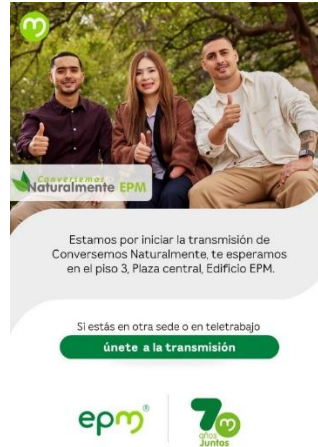 Conversemos
Naturalmente EPM
Estamos por iniciar la transmisión de
Conversemos Naturalmente, te esperamos
en el piso 3, Plaza central, Edificio EPM.
Si estás en otra sede o en teletrabajo
únete a la transmisión
epm®
70
años
Juntos